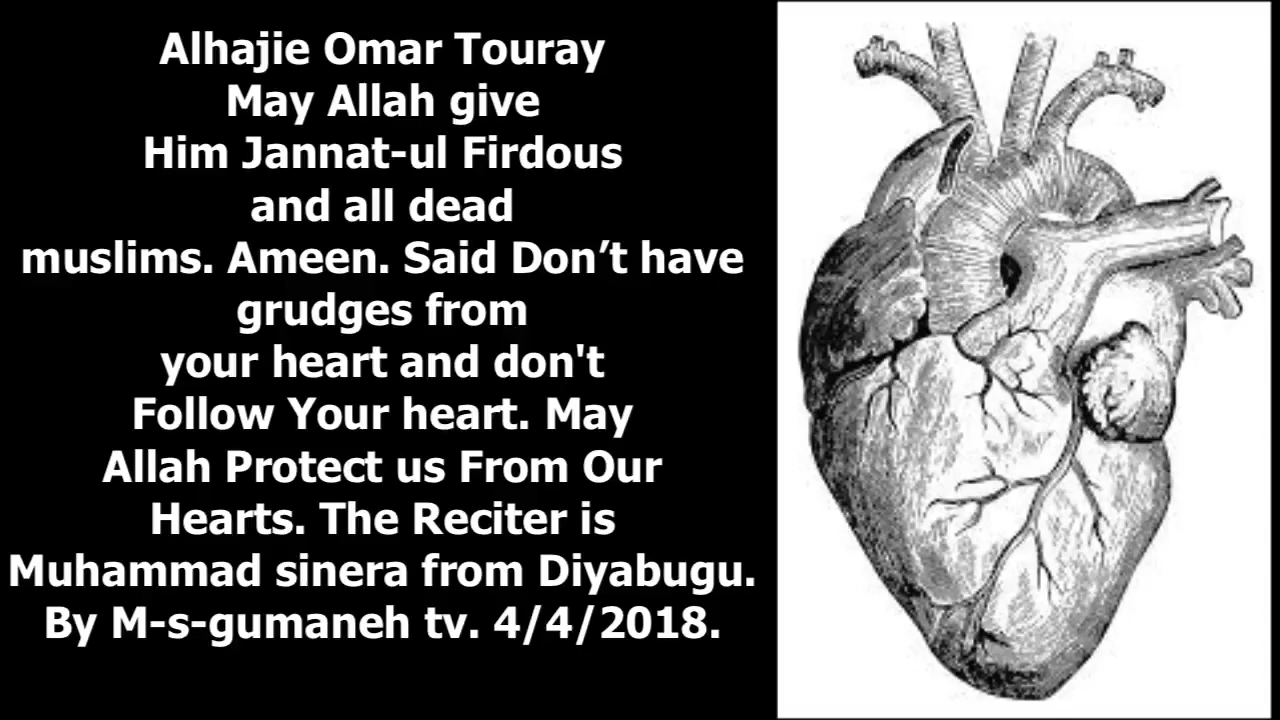 Alhajie Omar Touray
May Allah give
Him Jannat-ul Firdous
and all dead
muslims. Ameen. Said Don’t have
grudges from
your heart and don't
Follow Your heart. May
Allah Protect us From Our
Hearts. The Reciter is
Muhammad sinera from Diyabugu.
By M-s-gumaneh tv. 4/4/2018.